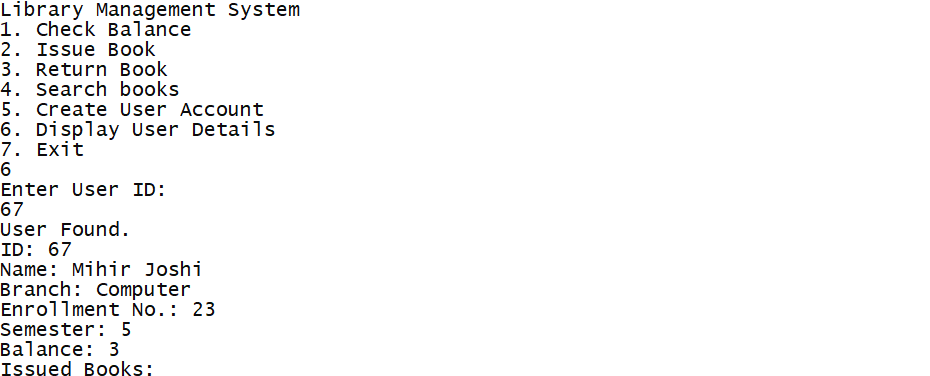 Library Management System
1. Check Balance
2. Issue Book
3. Return Book
4. Search books
5. Create User Account
6. Display User Details
7. Exit
6
Enter User ID:
67
User Found.
ID: 67
Name: Mihir Joshi
Branch: Computer
Enrollment No.: 23
Semester: 5
Balance: 3
Issued Books: